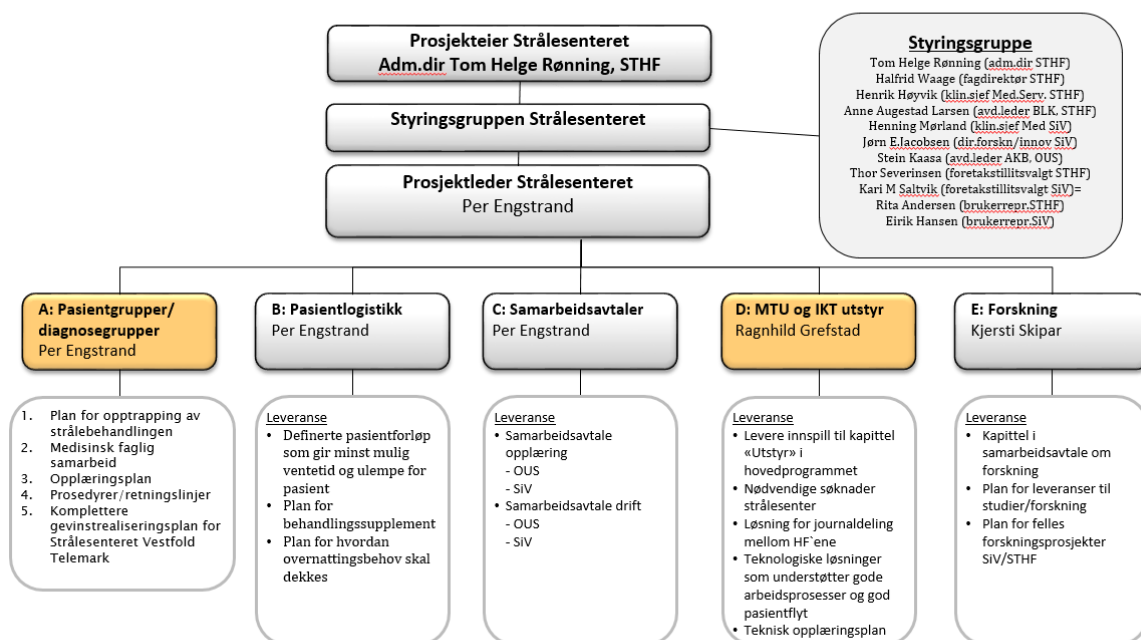 Prosjekteier Strålesenteret
Adm.dir Tom Helge Rønning, STHF
Styringsgruppen Strålesenteret
Prosjektleder Strålesenteret
Per Engstrand
Styringsgruppe
Tom Helge Rønning (adm.dir STHF)
Halfrid Waage (fagdirektør STHF)
Henrik Høyvik (klin.sjef Med.Serv. STHF)
Anne Augestad Larsen (avd.leder BLK, STHF)
Henning Mørland (klin.sjef Med SiV)
Jørn E.Jacobsen (dir.forskn/innov SiV)
Stein Kaasa (avd.leder AKB, OUS)
Thor Severinsen (foretakstillitsvalgt STHF)
Kari M Saltvik (foretakstillitsvalgt SiV)=
Rita Andersen (brukerrepr.STHF)
Eirik Hansen (brukerrepr.SiV)
A: Pasientgrupper/
diagnosegrupper
Per Engstrand
B: Pasientlogistikk
Per Engstrand
C: Samarbeidsavtaler
Per Engstrand
D: MTU og IKT utstyr
Ragnhild Grefstad
E: Forskning
Kjersti Skipar
1. Plan for opptrapping av
strålebehandlingen
2. Medisinsk faglig
samarbeid
3. Opplæringsplan
4. Prosedyrer/retningslinjer
5. Komplettere
gevinstrealiseringsplan for
Strålesenteret Vestfold
Telemark
Leveranse
• Definerte pasientforløp
som gir minst mulig
ventetid og ulempe for
pasient
• Plan for
behandlingssupplement
• Plan for hvordan
overnattingsbehov skal
dekkes
Leveranse
• Samarbeidsavtale
opplæring
- OUS
- SiV
• Samarbeidsavtale drift
- OUS
- SiV
Leveranse
• Levere innspill til kapittel
«Utstyr» i
hovedprogrammet
• Nødvendige søknader
strålesenter
• Løsning for journaldeling
mellom HF`ene
• Teknologiske løsninger
som understøtter gode
arbeidsprosesser og god
pasientflyt
• Teknisk opplæringsplan
Leveranse
• Kapittel i
samarbeidsavtale om
forskning
• Plan for leveranser til
studier/forskning
• Plan for felles
forskningsprosjekter
SiV/STHF